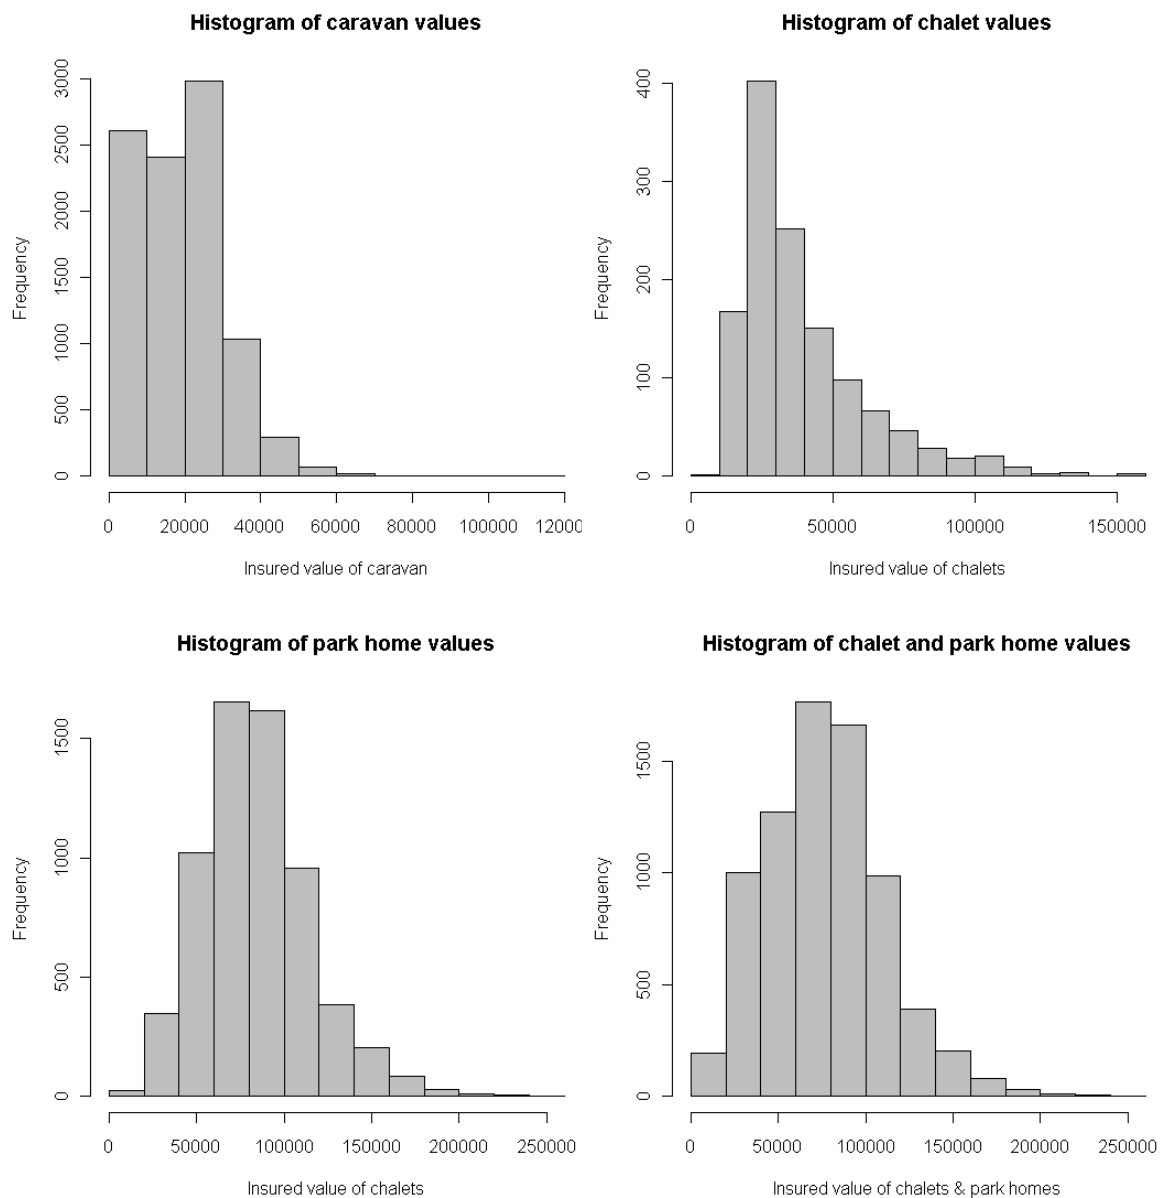 Histogram of caravan values
Frequency
0 500 1000 1500 2000 2500 3000
0 20000 40000 60000 80000 100000 12000
Insured value of caravan
Histogram of chalet values
Frequency
0 100 200 300 400
0 50000 100000 150000
Insured value of chalets
Histogram of park home values
Frequency
0 500 1000 1500
0 50000 100000 150000 200000 250000
Insured value of chalets
Histogram of chalet and park home values
Frequency
0 500 1000 1500
0 50000 100000 150000 200000 250000
Insured value of chalets & park homes